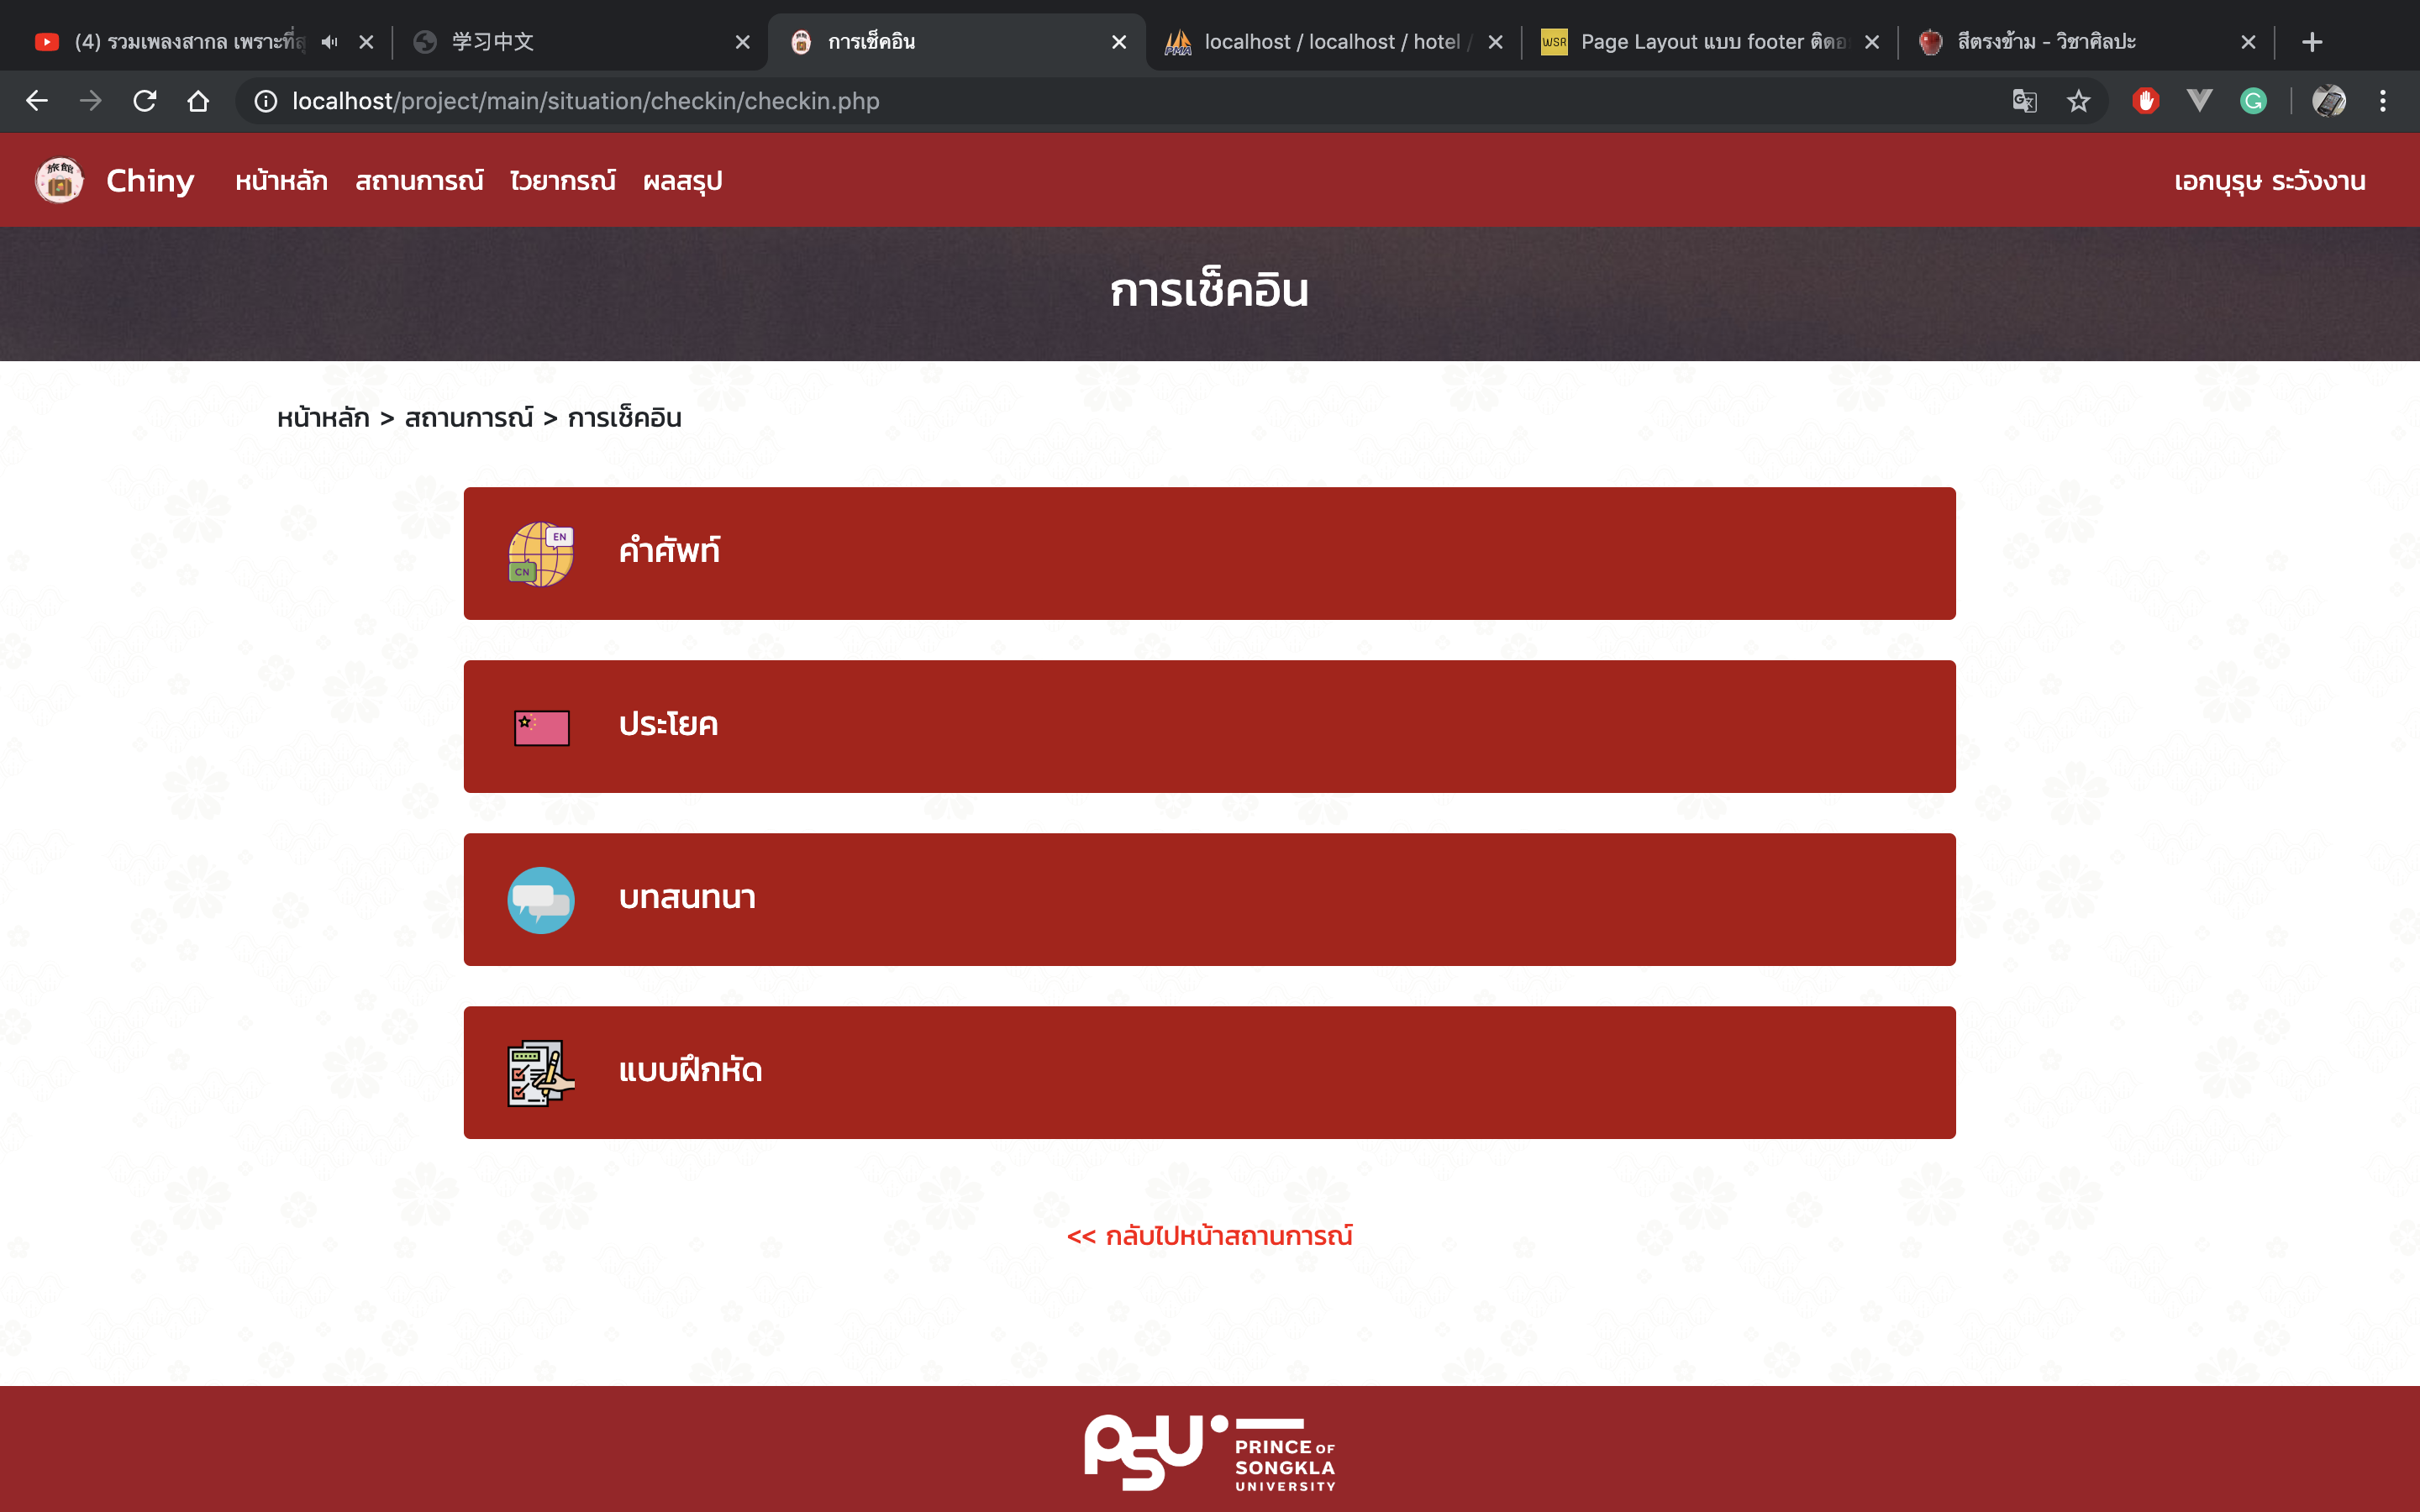 (4) รวมเพลงสากล เพราะที่สุ
学习中文
การเช็คอิน
localhost / localhost / hotel /
WSR
Page Layout แบบ footer ติดอ
สีตรงข้าม - วิชาศิลปะ
localhost/project/main/situation/checkin/checkin.php
旅館
Chiny
หน้าหลัก
สถานการณ์
ไวยากรณ์
ผลสรุป
เอกบุรุษ ระวังงาน
การเช็คอิน
หน้าหลัก > สถานการณ์ > การเช็คอิน
EN
CN
คำศัพท์
ประโยค
บทสนทนา
แบบฝึกหัด
<< กลับไปหน้าสถานการณ์
PSU
PRINCE OF
SONGKLA
UNIVERSITY